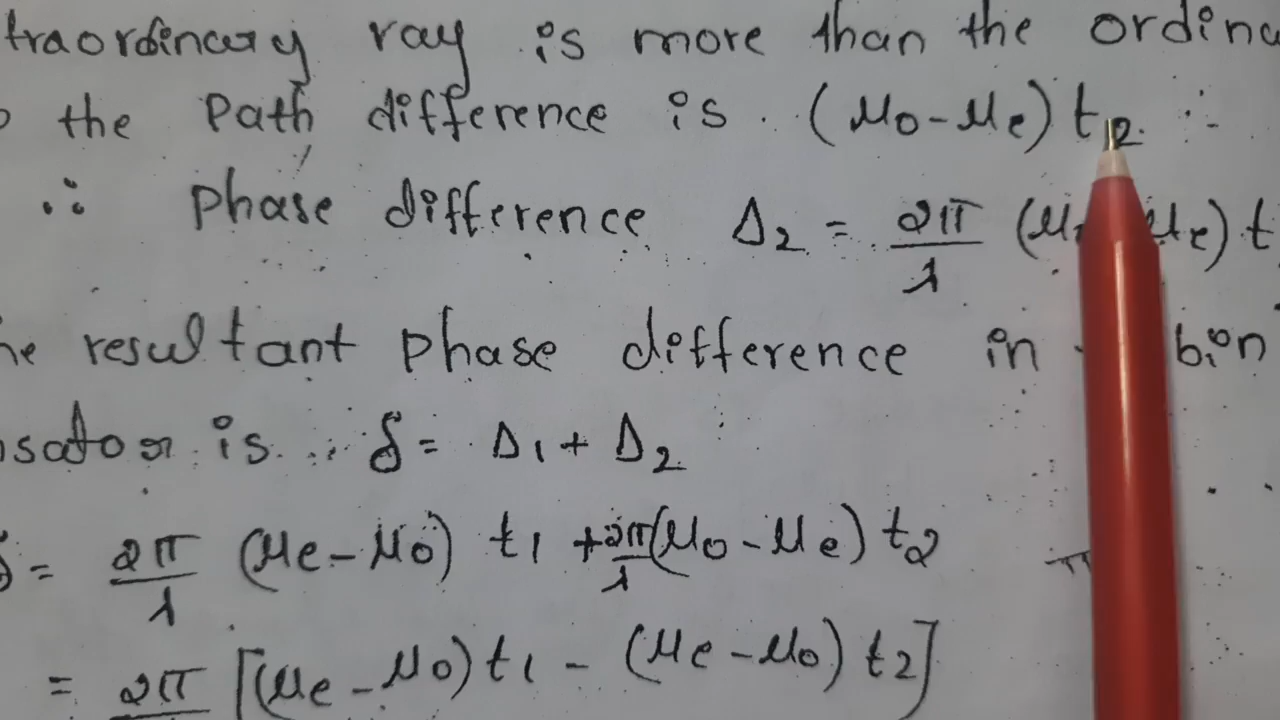 traordinary ray is more than the
the Path difference is. (μo-μe) t2 :-
∴ phase difference Δ2 = 2π/λ (μ μe) t
resultant phase difference in
is. δ = Δ1 + Δ2
δ = 2π/λ (μe-μo) t1 + 2π/λ (μo-μe) t2
= 2π [(μe-μo) t1 - (μe-μo) t2]